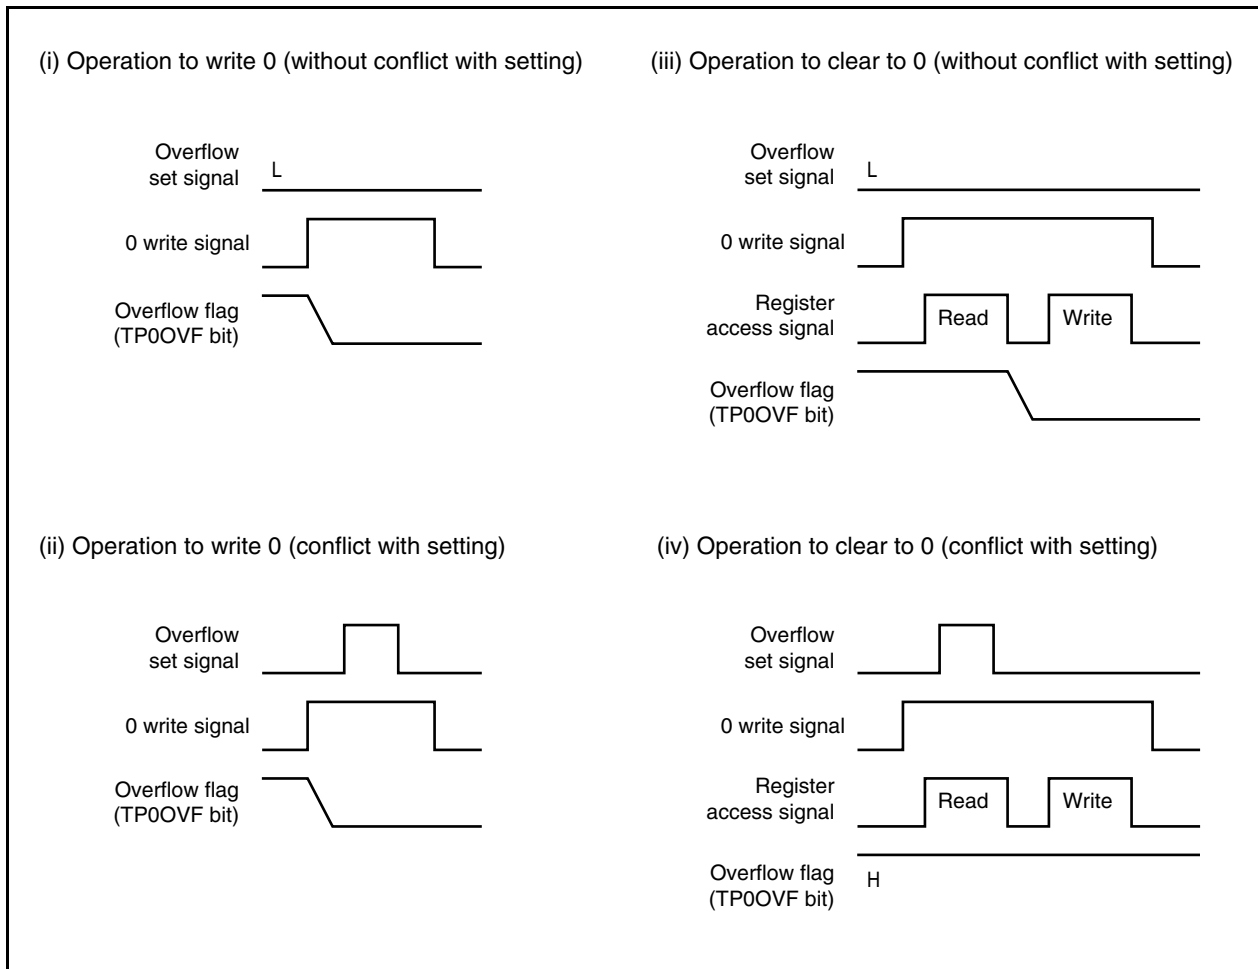 (i) Operation to write 0 (without conflict with setting)
Overflow
set signal
L
0 write signal
Overflow flag
(TP0OVF bit)
(iii) Operation to clear to 0 (without conflict with setting)
Overflow
set signal
L
0 write signal
Register
access signal
Read
Write
Overflow flag
(TP0OVF bit)
(ii) Operation to write 0 (conflict with setting)
Overflow
set signal
0 write signal
Overflow flag
(TP0OVF bit)
(iv) Operation to clear to 0 (conflict with setting)
Overflow
set signal
0 write signal
Register
access signal
Read
Write
Overflow flag
(TP0OVF bit)
H